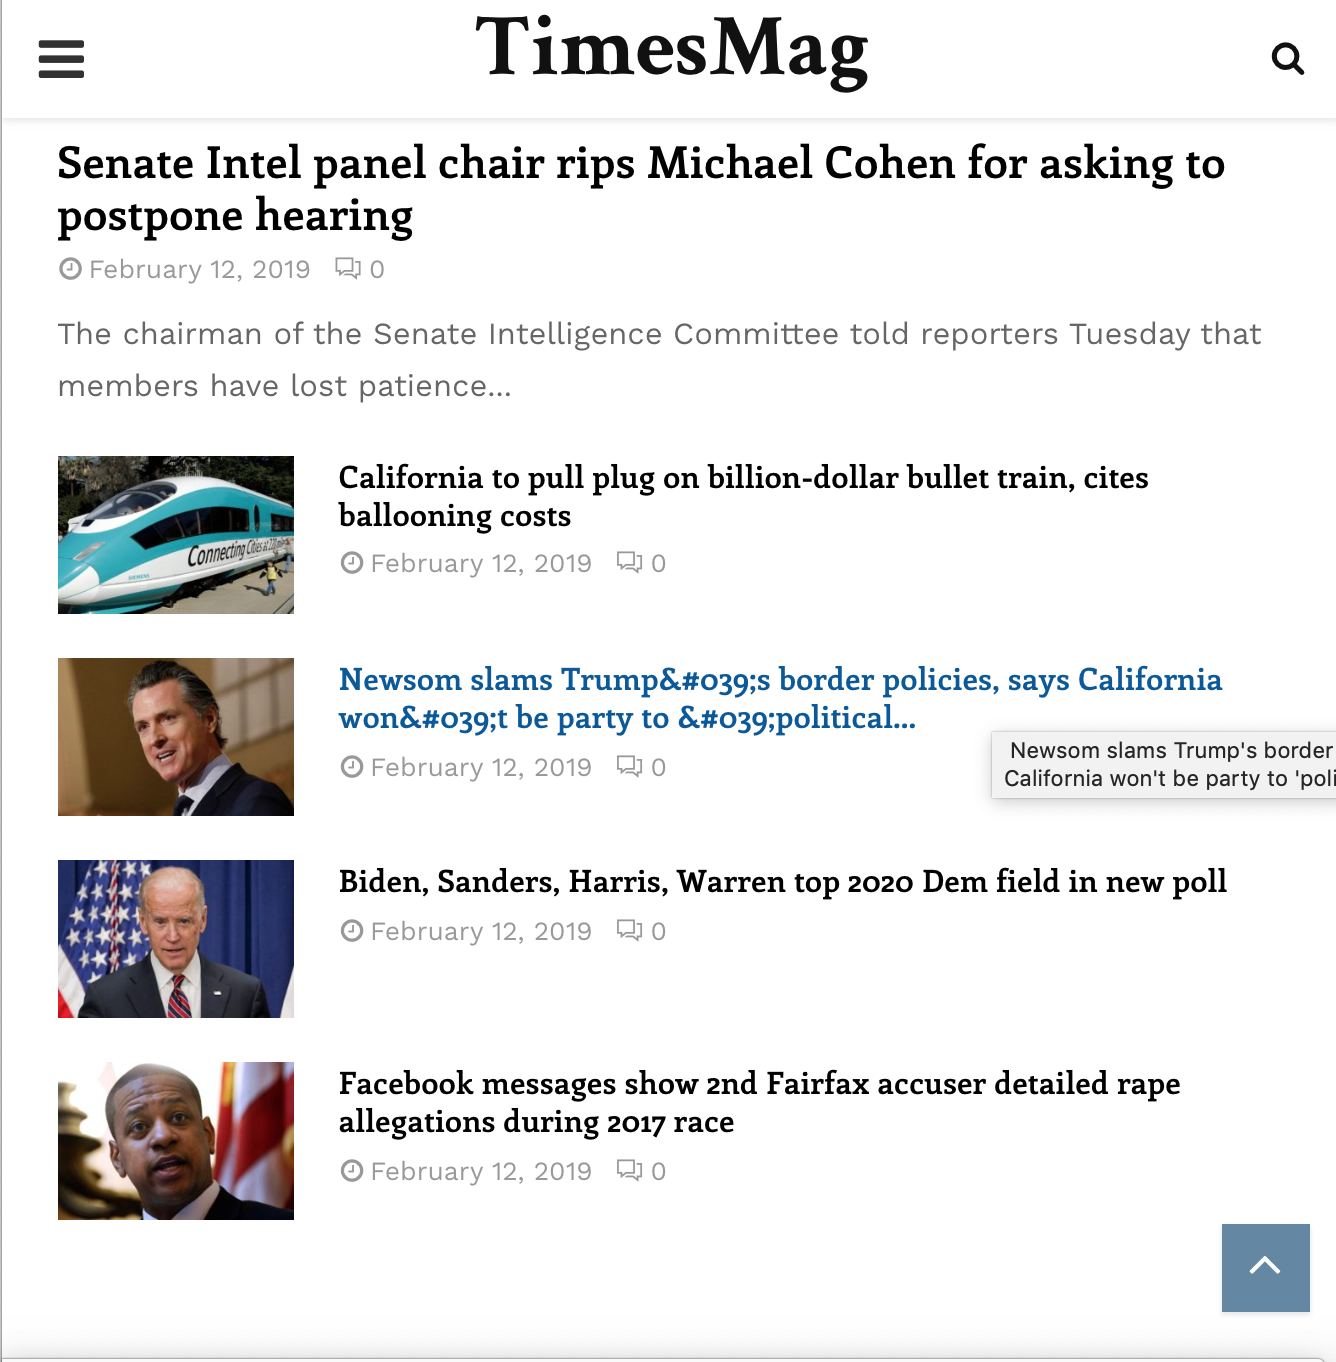 TimesMag
Senate Intel panel chair rips Michael Cohen for asking to
postpone hearing
February 12, 2019 0
The chairman of the Senate Intelligence Committee told reporters Tuesday that
members have lost patience...
Connecting Cities at 220
SIEMENS
California to pull plug on billion-dollar bullet train, cites
ballooning costs
February 12, 2019 0
Newsom slams Trump&#039;s border policies, says California
won&#039;t be party to &#039;political...
Newsom slams Trump's border
California won't be party to 'poli
February 12, 2019 0
Biden, Sanders, Harris, Warren top 2020 Dem field in new poll
February 12, 2019 0
Facebook messages show 2nd Fairfax accuser detailed rape
allegations during 2017 race
February 12, 2019 0